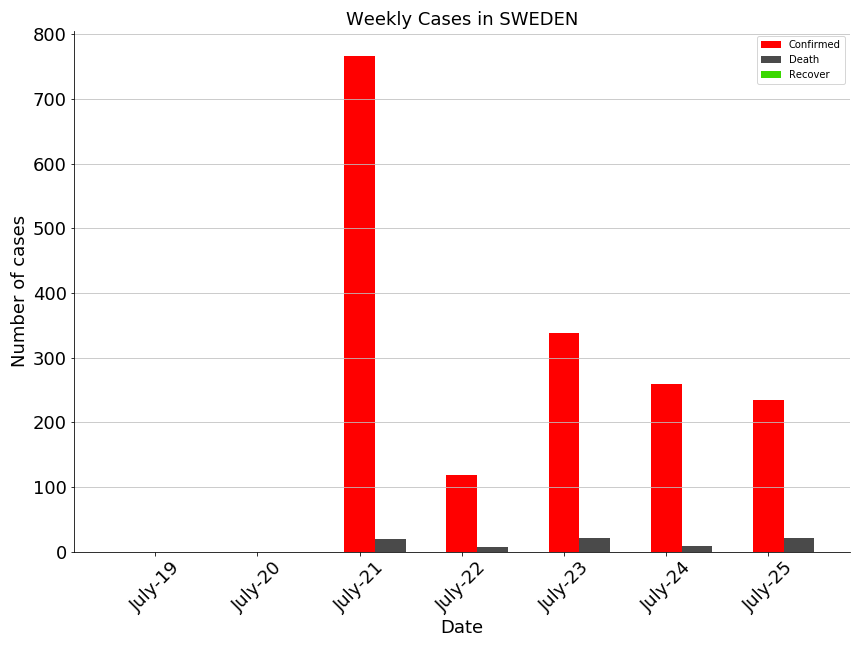 Weekly Cases in SWEDEN
Confirmed
Death
Recover
800
700
600
500
400
300
200
100
0
Number of cases
July-19
July-20
July-21
July-22
July-23
July-24
July-25
Date